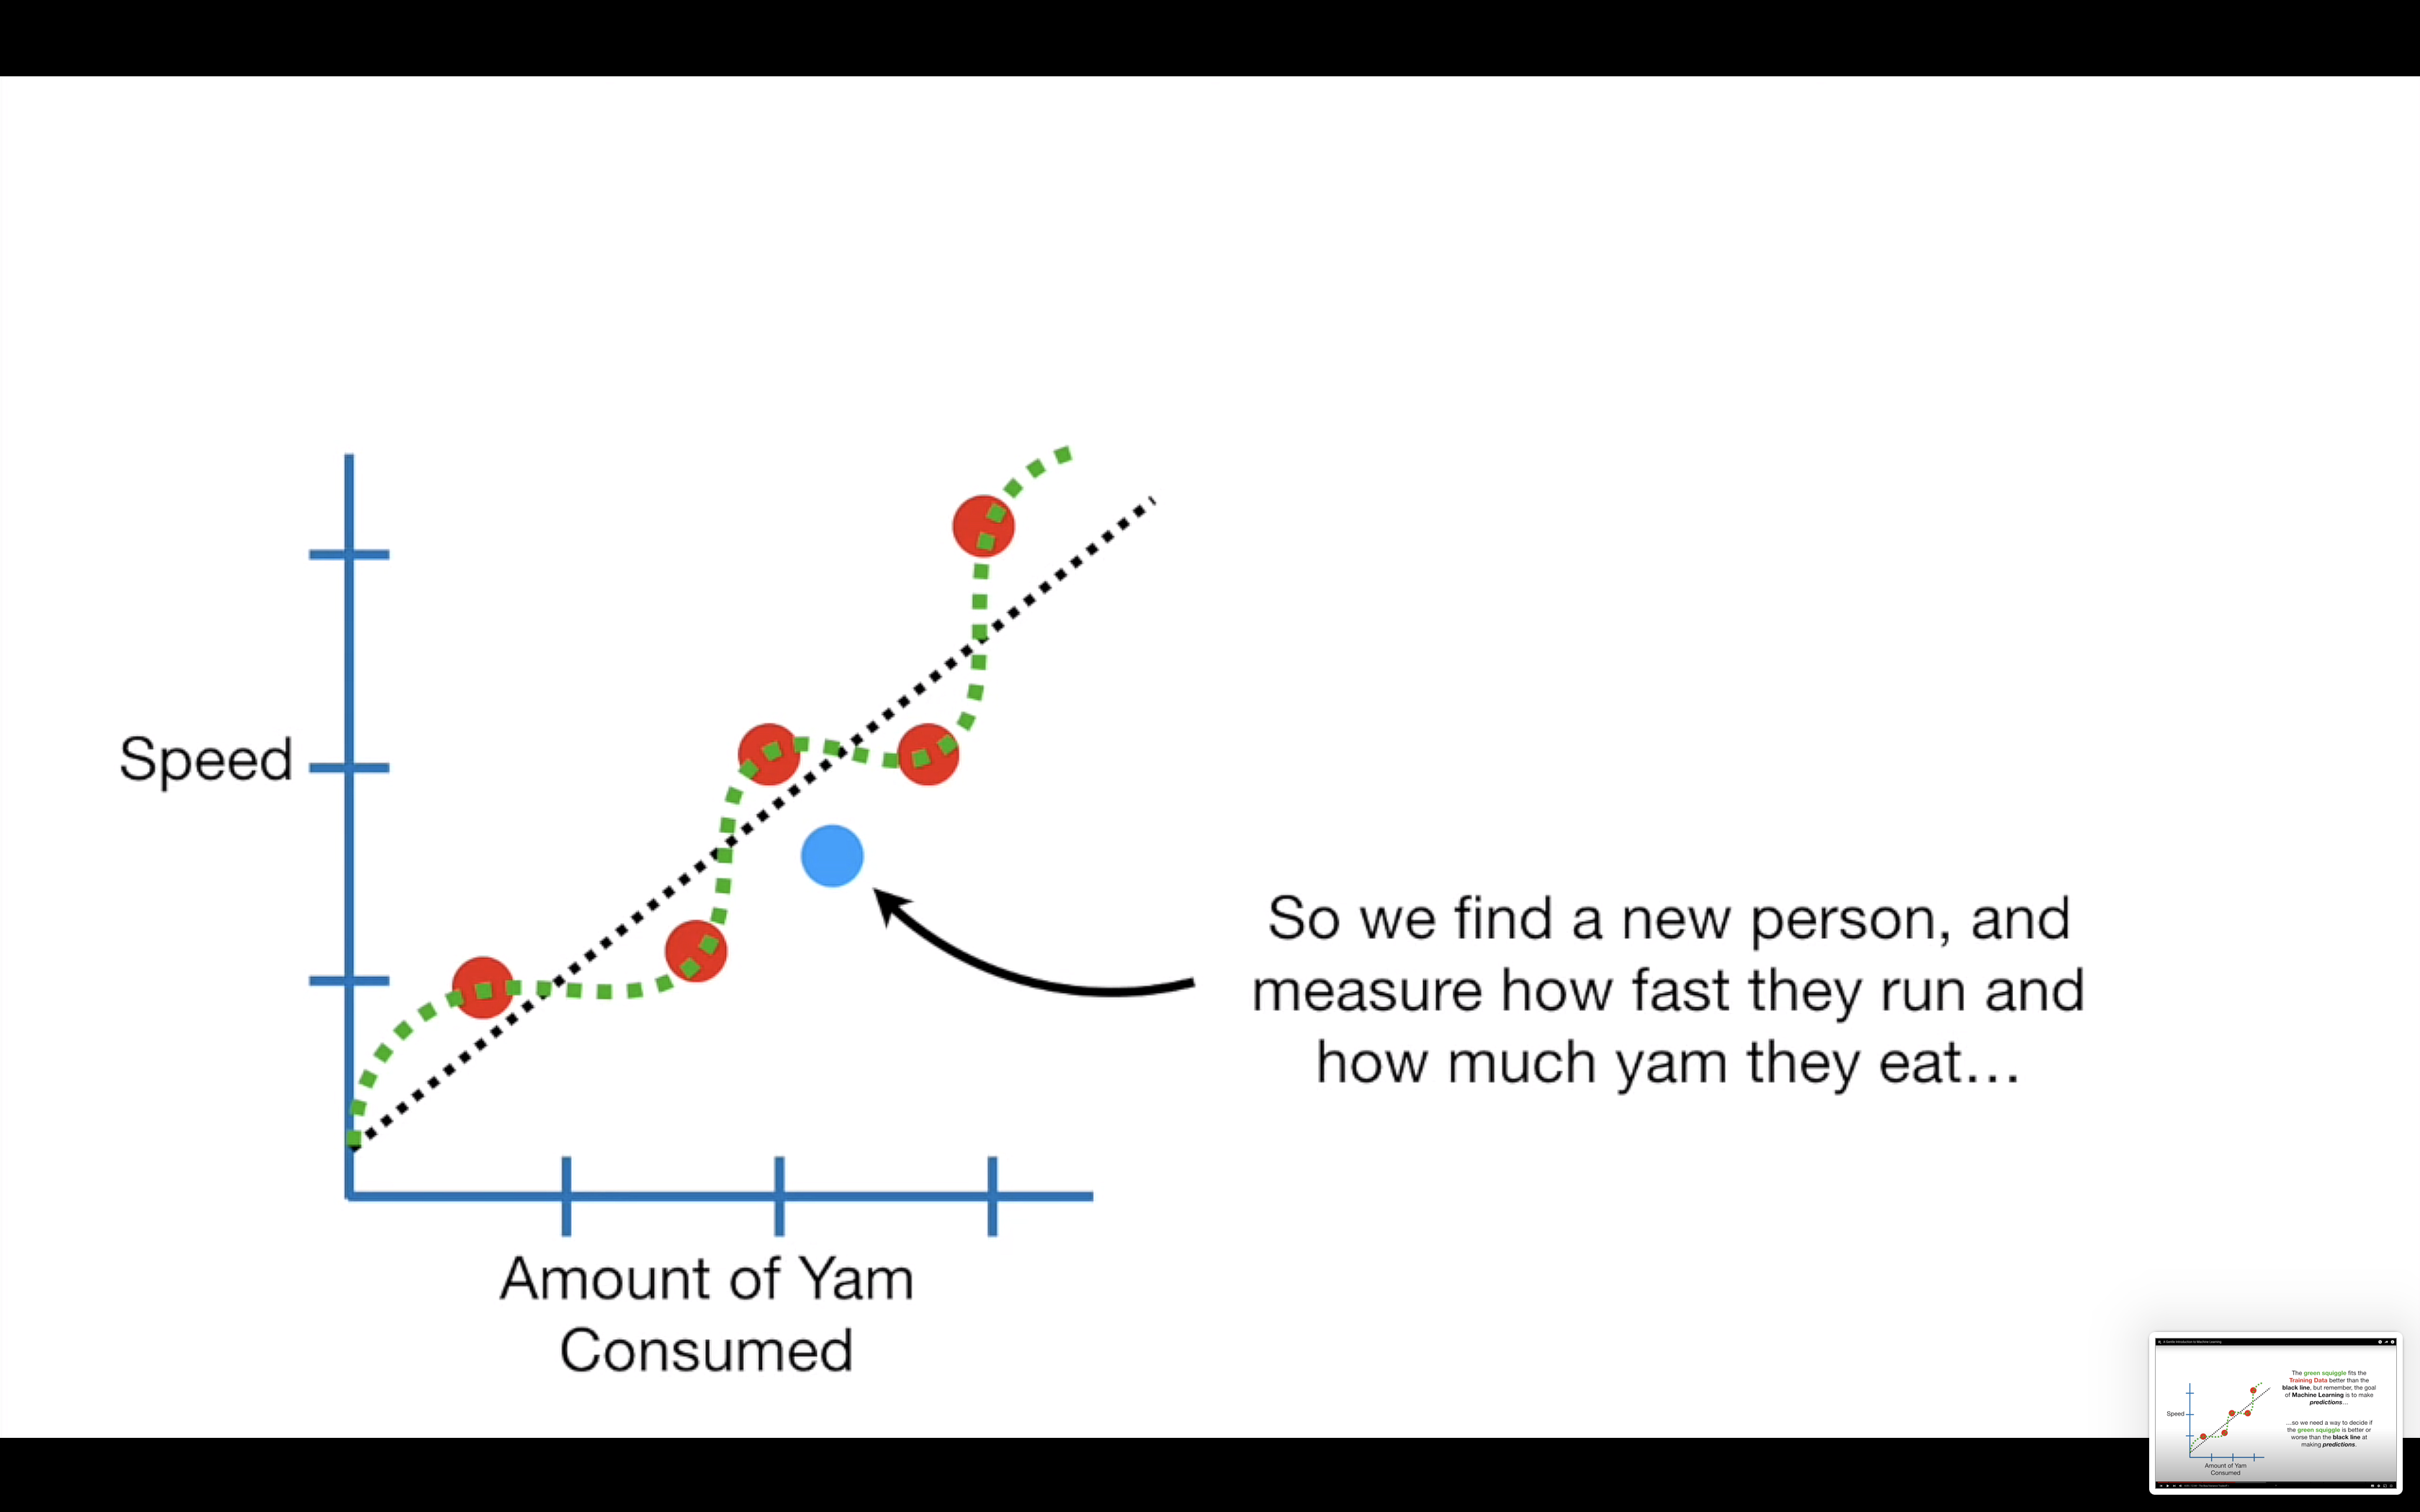 Speed
So we find a new person, and
measure how fast they run and
how much yam they eat…
Amount of Yam
Consumed
The green squiggle fits the
Training Data better than the
black line, but remember, the goal
of Machine Learning is to make
predictions…
…so we need a way to decide if
the green squiggle is better or
worse than the black line at
making predictions.
Speed
Amount of Yam
Consumed